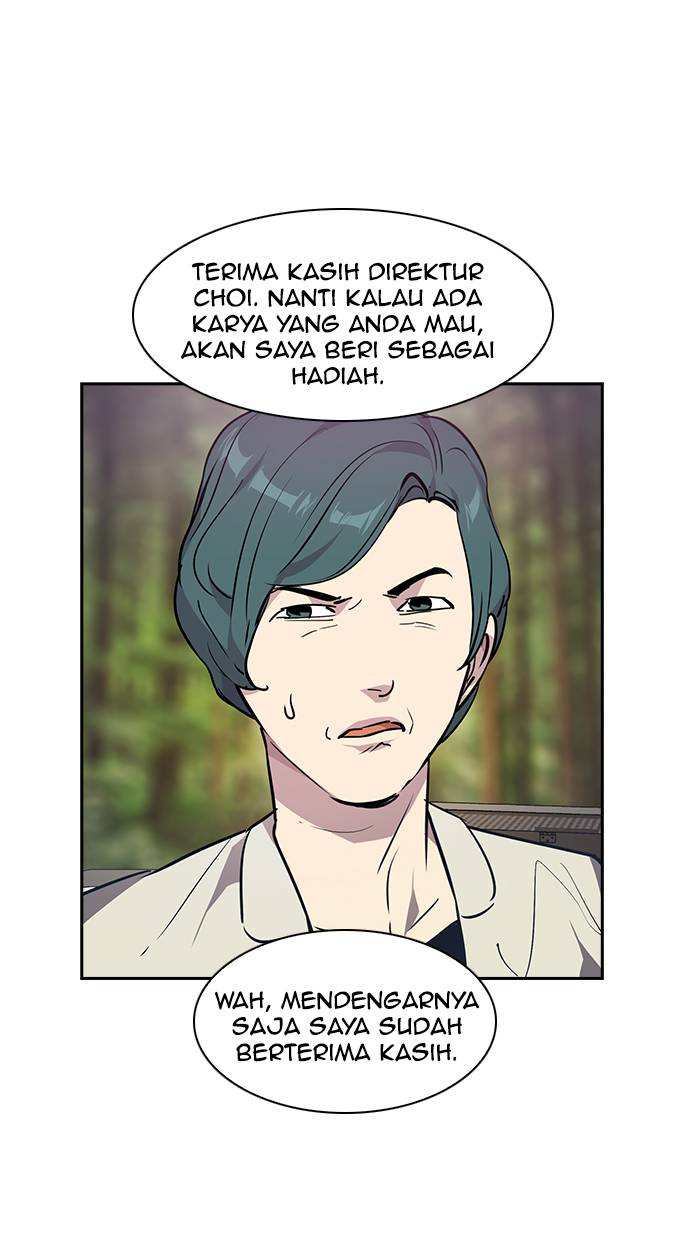 TERIMA KASIH DIREKTUR
CHOI. NANTI KALAU ADA
KARYA YANG ANDA MAU,
AKAN SAYA BERI SEBAGAI
HADIAH.
WAH, MENDENGARNYA
SAJA SAYA SUDAH
BERTERIMA KASIH.